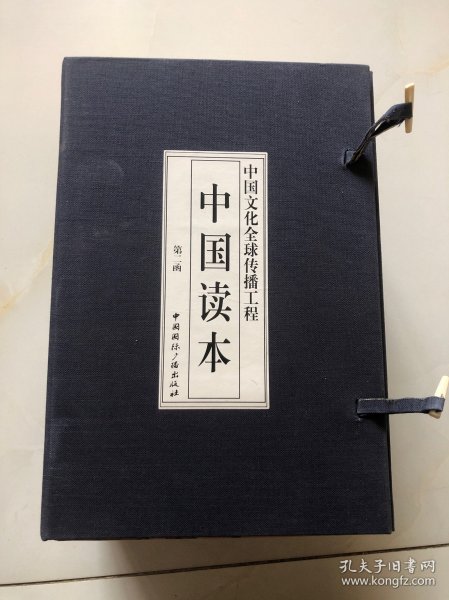 中国文化全球传播工程
中国读本
第三函
中国国际广播出版社
孔夫子旧书网
www.kongfz.com